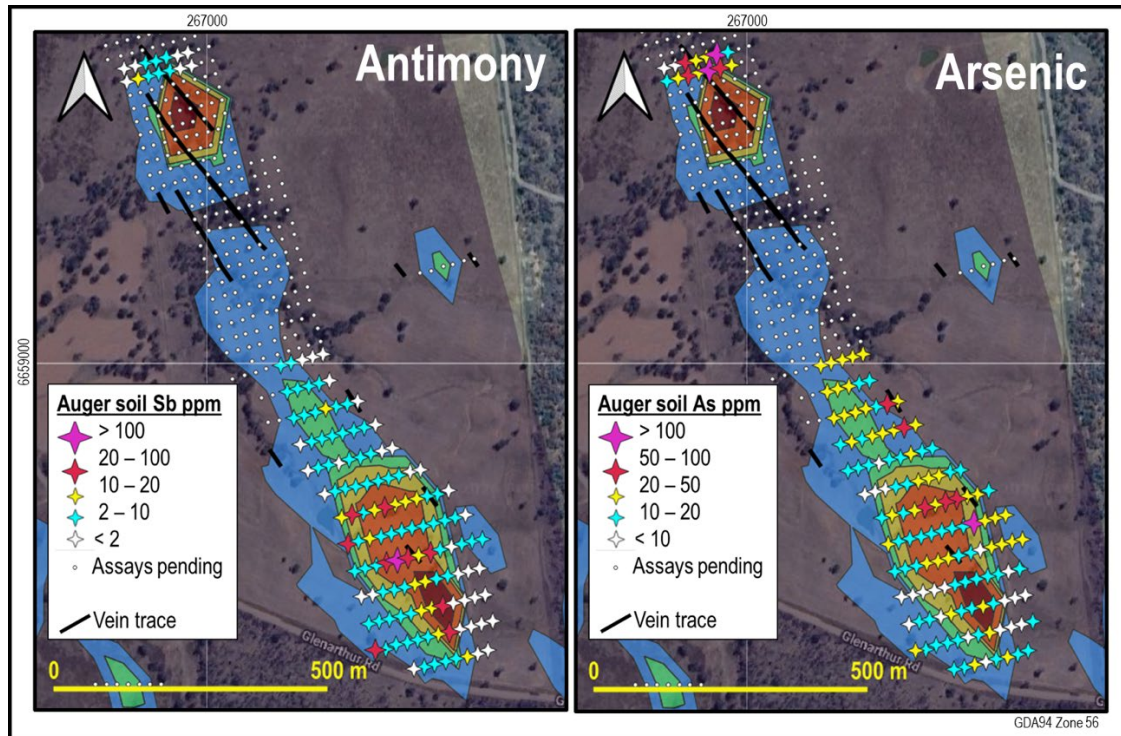 267000
267000
Antimony
Arsenic
6659000
Auger soil Sb ppm
> 100
20 – 100
10 – 20
2 – 10
< 2
Assays pending
Vein trace
Glenarthur Rd
0
500 m
Auger soil As ppm
> 100
50 – 100
20 – 50
10 – 20
< 10
Assays pending
Vein trace
Glenarthur Rd
0
500 m
GDA94 Zone 56